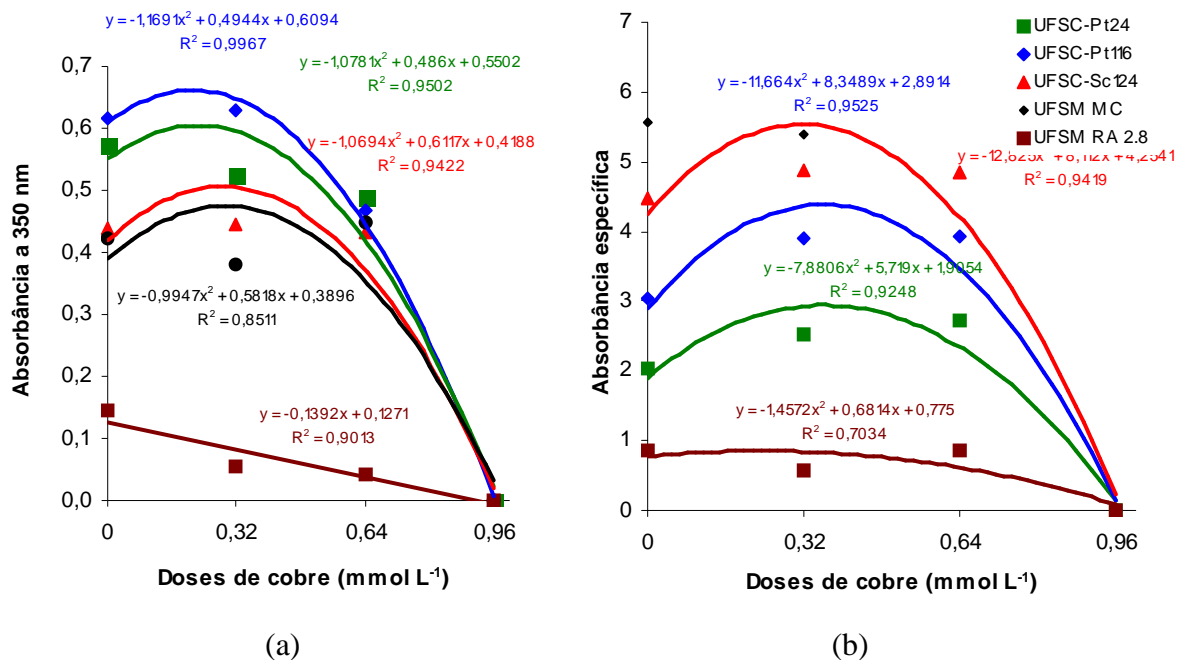 y = -1,1691x² + 0,4944x + 0,6094
R² = 0,9967
y = -1,0781x² + 0,486x + 0,5502
R² = 0,9502
y = -1,0694x² + 0,6117x + 0,4188
R² = 0,9422
y = -0,9947x² + 0,5818x + 0,3896
R² = 0,8511
y = -0,1392x + 0,1271
R² = 0,9013
0,7
0,6
0,5
0,4
0,3
0,2
0,1
0,0
0 0,32 0,64 0,96
Absorbância a 350 nm
Doses de cobre (mmol L⁻¹)
(a)
UFSC-Pt24
UFSC-Pt116
UFSC-Sc124
UFSM MC
UFSM RA 2.8
y = -11,664x² + 8,3489x + 2,8914
R² = 0,9525
y = -12,825x² + 8,112x + 4,2541
R² = 0,9419
y = -7,8806x² + 5,719x + 1,9054
R² = 0,9248
y = -1,4572x² + 0,6814x + 0,775
R² = 0,7034
7
6
5
4
3
2
1
0
0 0,32 0,64 0,96
Absorbância específica
Doses de cobre (mmol L⁻¹)
(b)